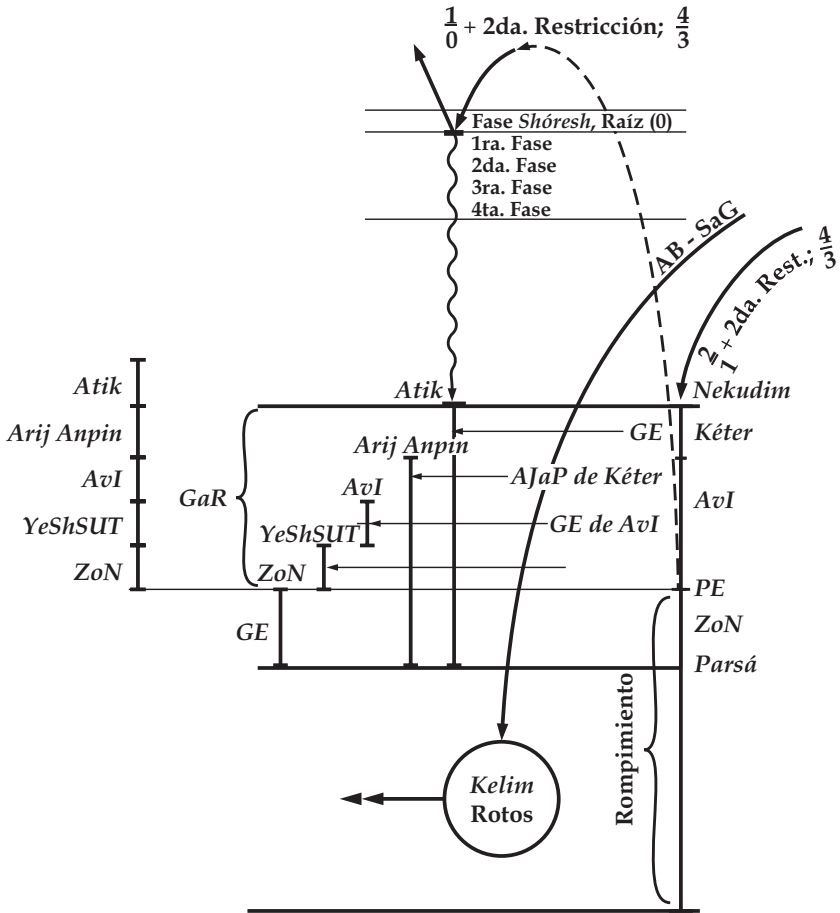 1/0 + 2da. Restricción; 4/3
Fase Shóresh, Raíz (0)
1ra. Fase
2da. Fase
3ra. Fase
4ta. Fase
AB - SaG
2/1 + 2da. Rest.; 4/3
Atik
Arij Anpin
AvI
YeShSUT
ZoN
GaR
Atik
Arij Anpin
AvI
YeShSUT
ZoN
GE
GE
AJaP de Kéter
GE de AvI
Nekudim
Kéter
AvI
PE
ZoN
Parsá
Rompimiento
Kelim
Rotos